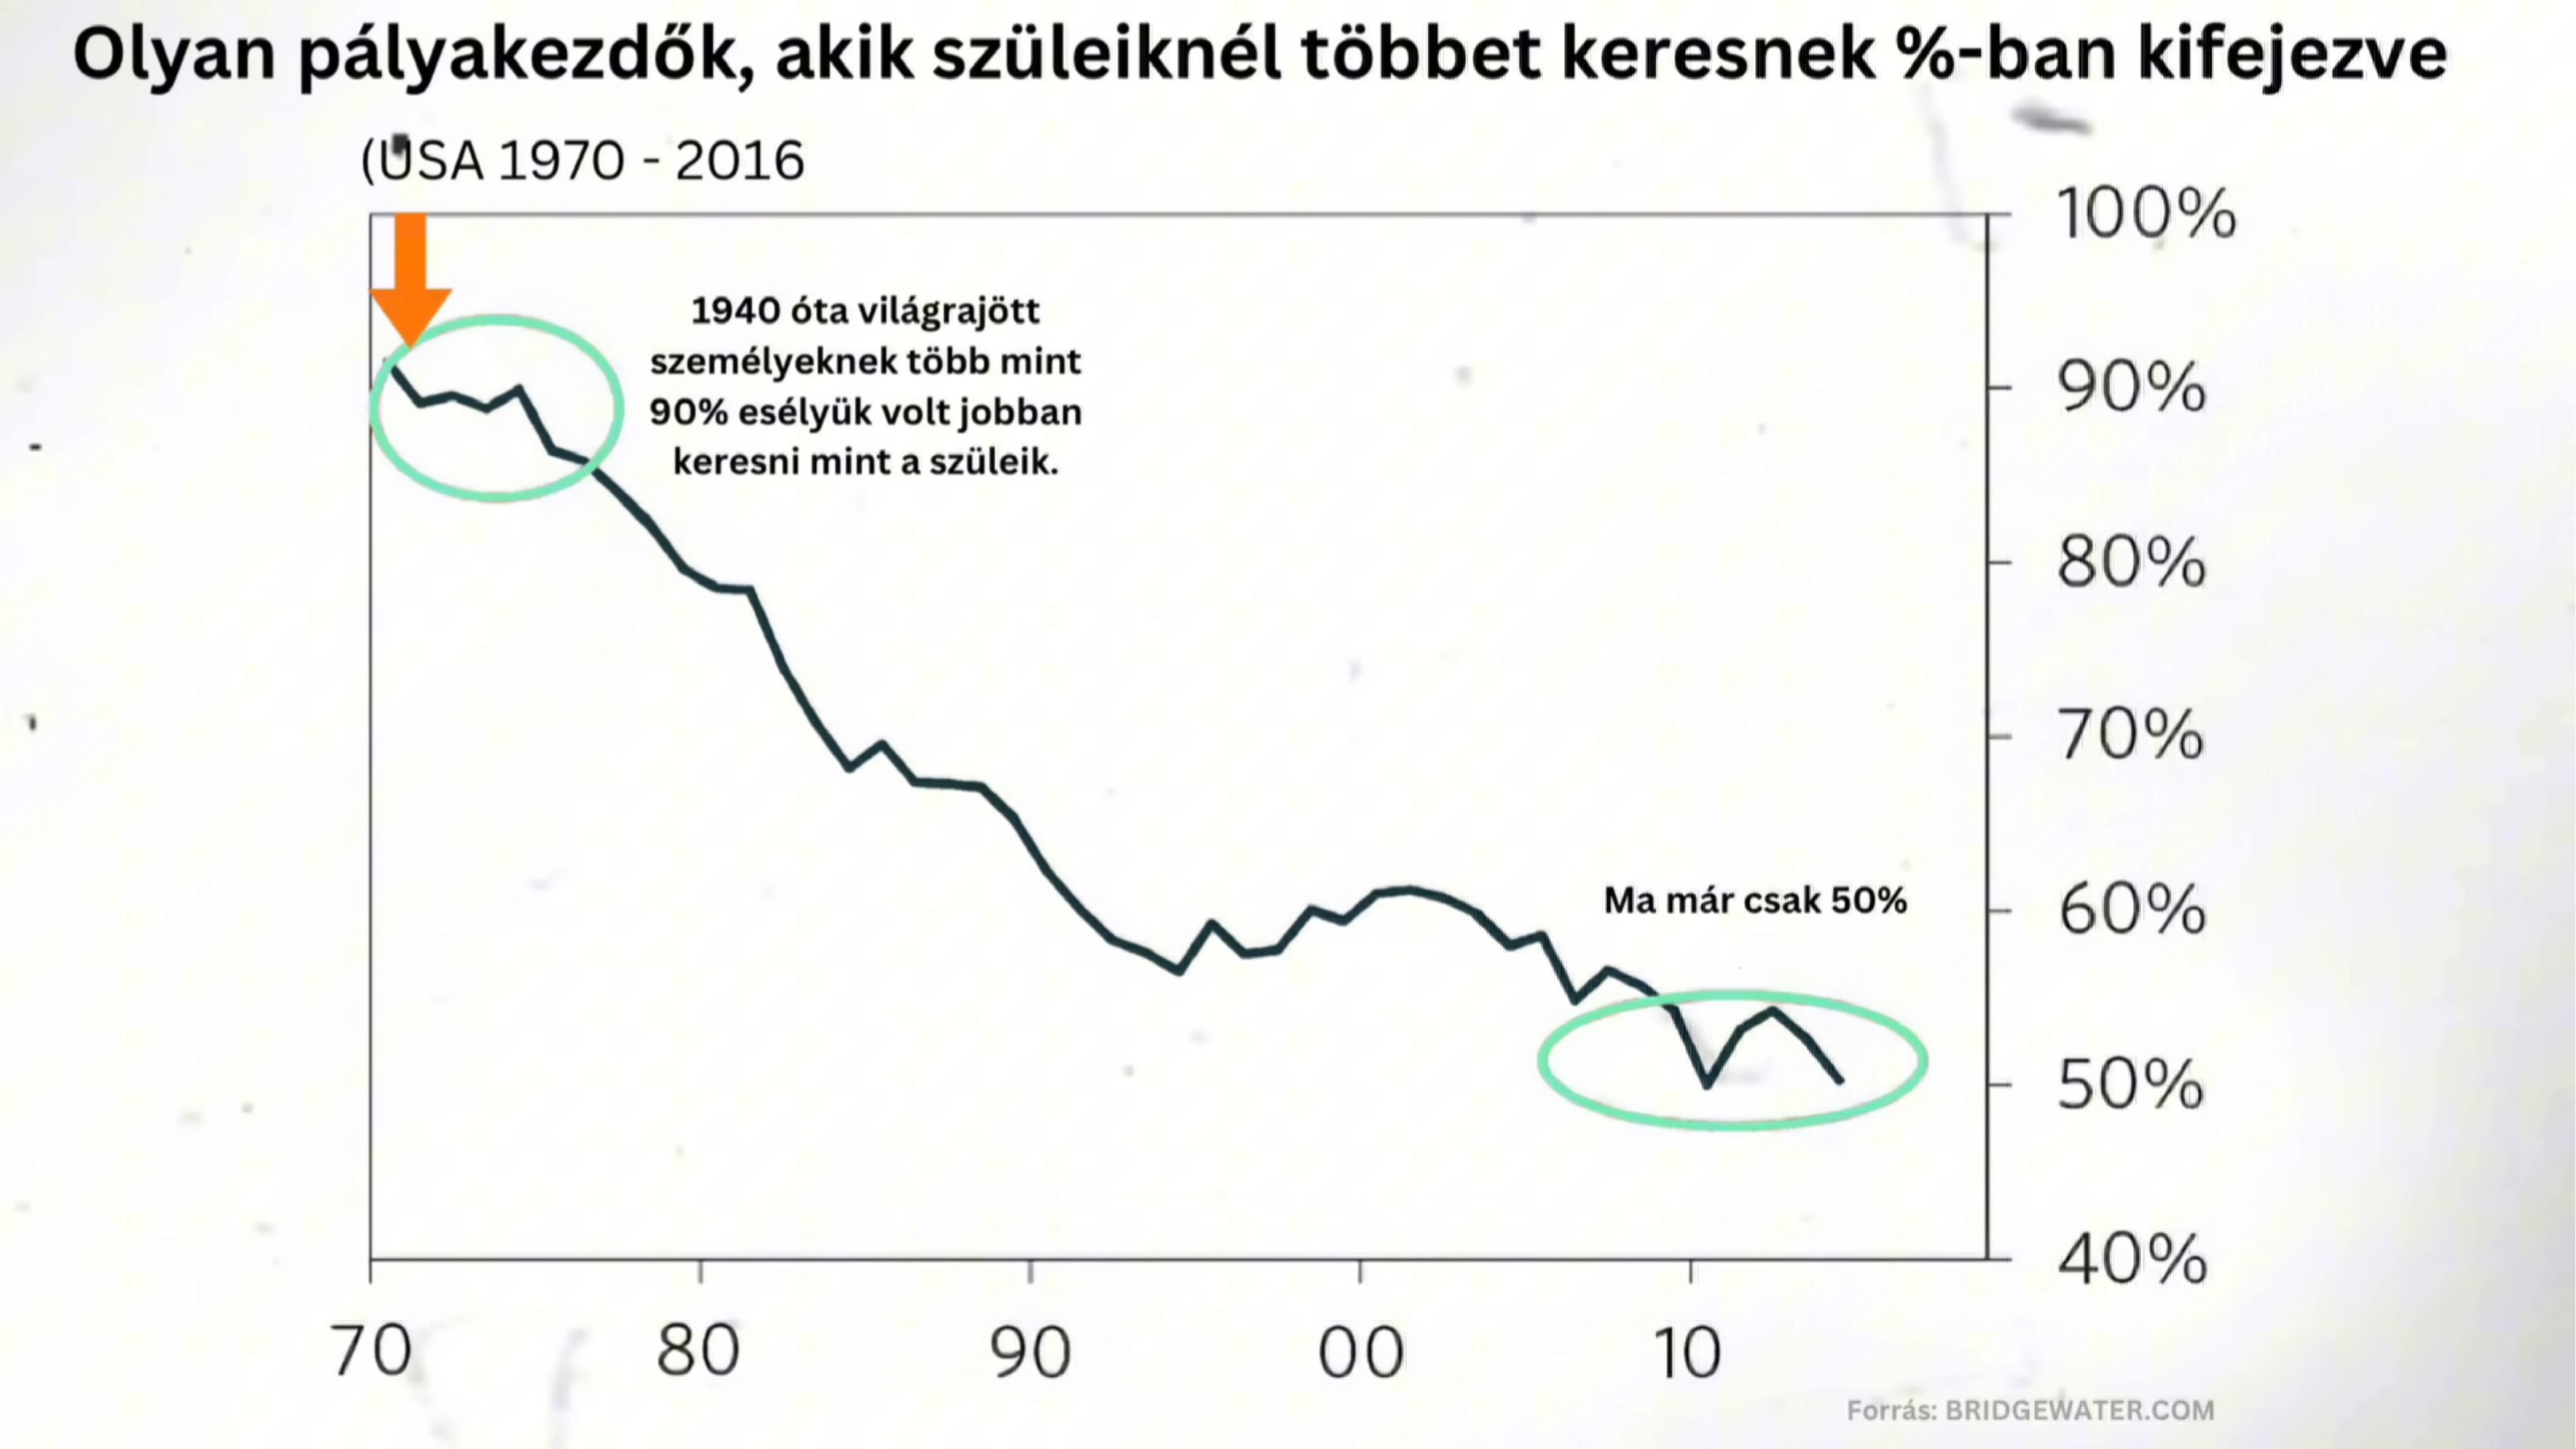 Olyan pályakezdők, akik szüleiknél többet keresnek %-ban kifejezve
(USA 1970 - 2016
100%
1940 óta világrajött
személyeknek több mint
90% esélyük volt jobban
keresni mint a szüleik.
90%
80%
70%
Ma már csak 50%
60%
50%
40%
70 80 90 00 10
Forrás: BRIDGEWATER.COM